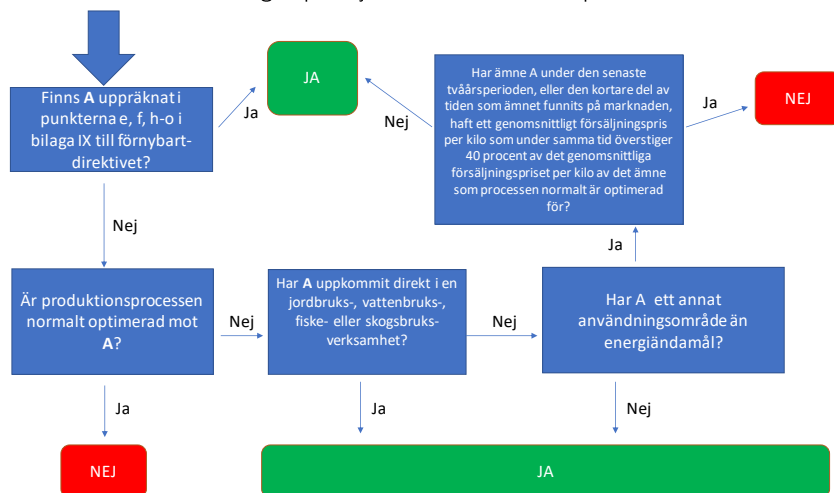 JA
Finns A uppräknat i
punkterna e, f, h-o i
bilaga IX till förnybart-
direktivet?
Ja
Nej
Har ämne A under den senaste
tvåårsperioden, eller den kortare del av
tiden som ämnet funnits på marknaden,
haft ett genomsnittligt försäljningspris
per kilo som under samma tid överstiger
40 procent av det genomsnittliga
försäljningspriset per kilo av det ämne
som processen normalt är optimerad
för?
Ja
NEJ
Nej
Ja
Är produktionsprocessen
normalt optimerad mot
A?
Nej
Har A uppkommit direkt i en
jordbruks-, vattenbruks-,
fiske- eller skogsbruks-
verksamhet?
Nej
Har A ett annat
användningsområde än
energiändamål?
Ja
Ja
Nej
NEJ
JA